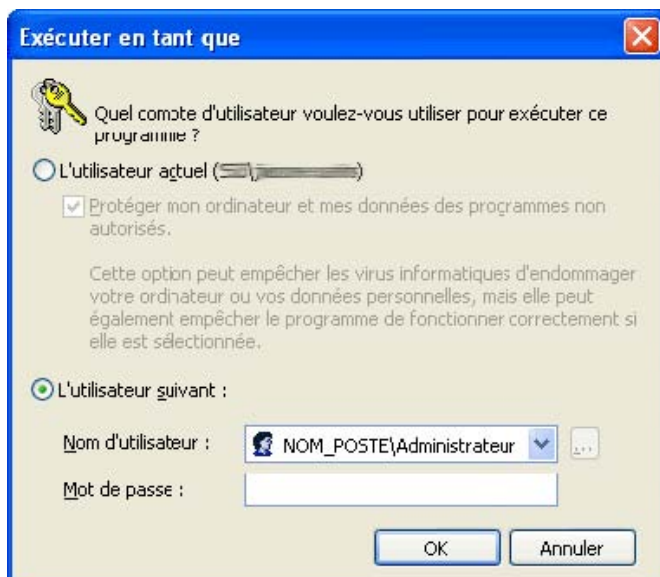 Exécuter en tant que
Quel compte d'utilisateur voulez-vous utiliser pour exécuter ce
programme ?
L'utilisateur actuel (
)
Protéger mon ordinateur et mes données des programmes non
autorisés.
Cette option peut empêcher les virus informatiques d'endommager
votre ordinateur ou vos données personnelles, mais elle peut
également empêcher le programme de fonctionner correctement si
elle est sélectionnée.
L'utilisateur suivant :
Nom d'utilisateur :
NOM_POSTE\Administrateur
...
Mot de passe :
OK
Annuler